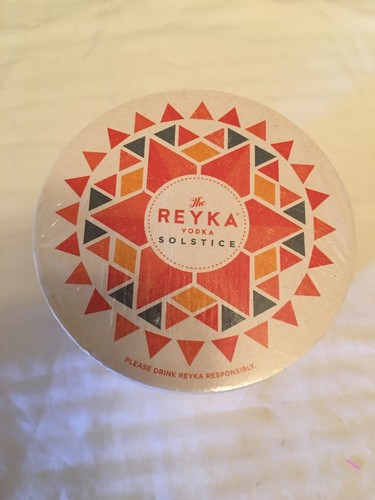 The
REYKA
VODKA
SOLSTICE
PLEASE DRINK REYKA RESPONSIBLY.